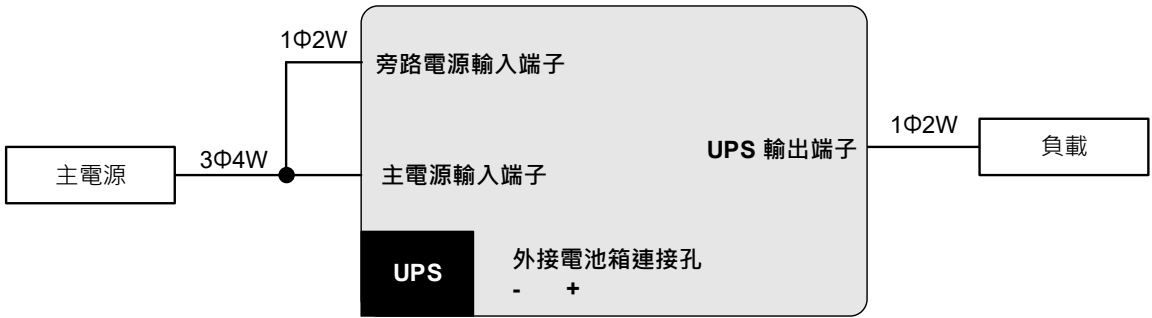 1Φ2W
旁路電源輸入端子
主電源
3Φ4W
主電源輸入端子
UPS 輸出端子
1Φ2W
負載
UPS
外接電池箱連接孔
- +